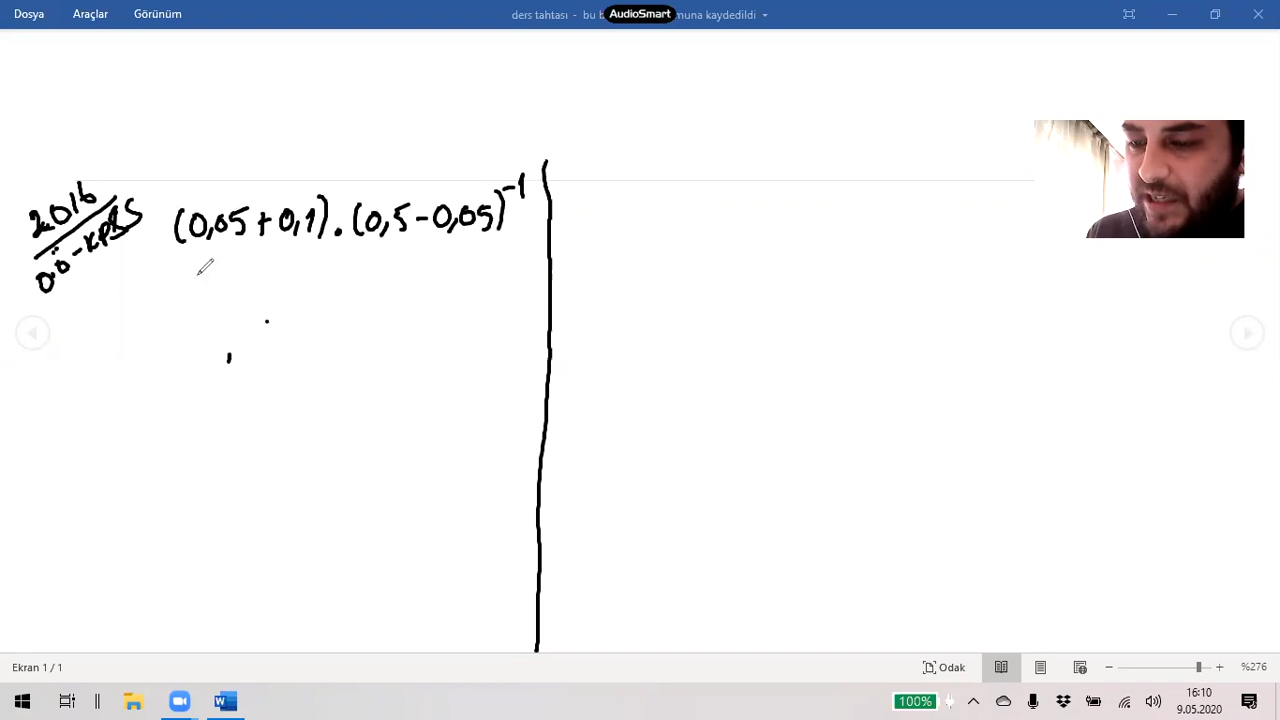 Dosya Araçlar Görünüm
ders tahtası - bu b AudioSmart muna kaydedildi
2016
O.Ö-KPSS
(0,05+0,1).(0,5-0,05)⁻¹
Ekran 1 / 1
Odak
%276
100%
16:10
9.05.2020